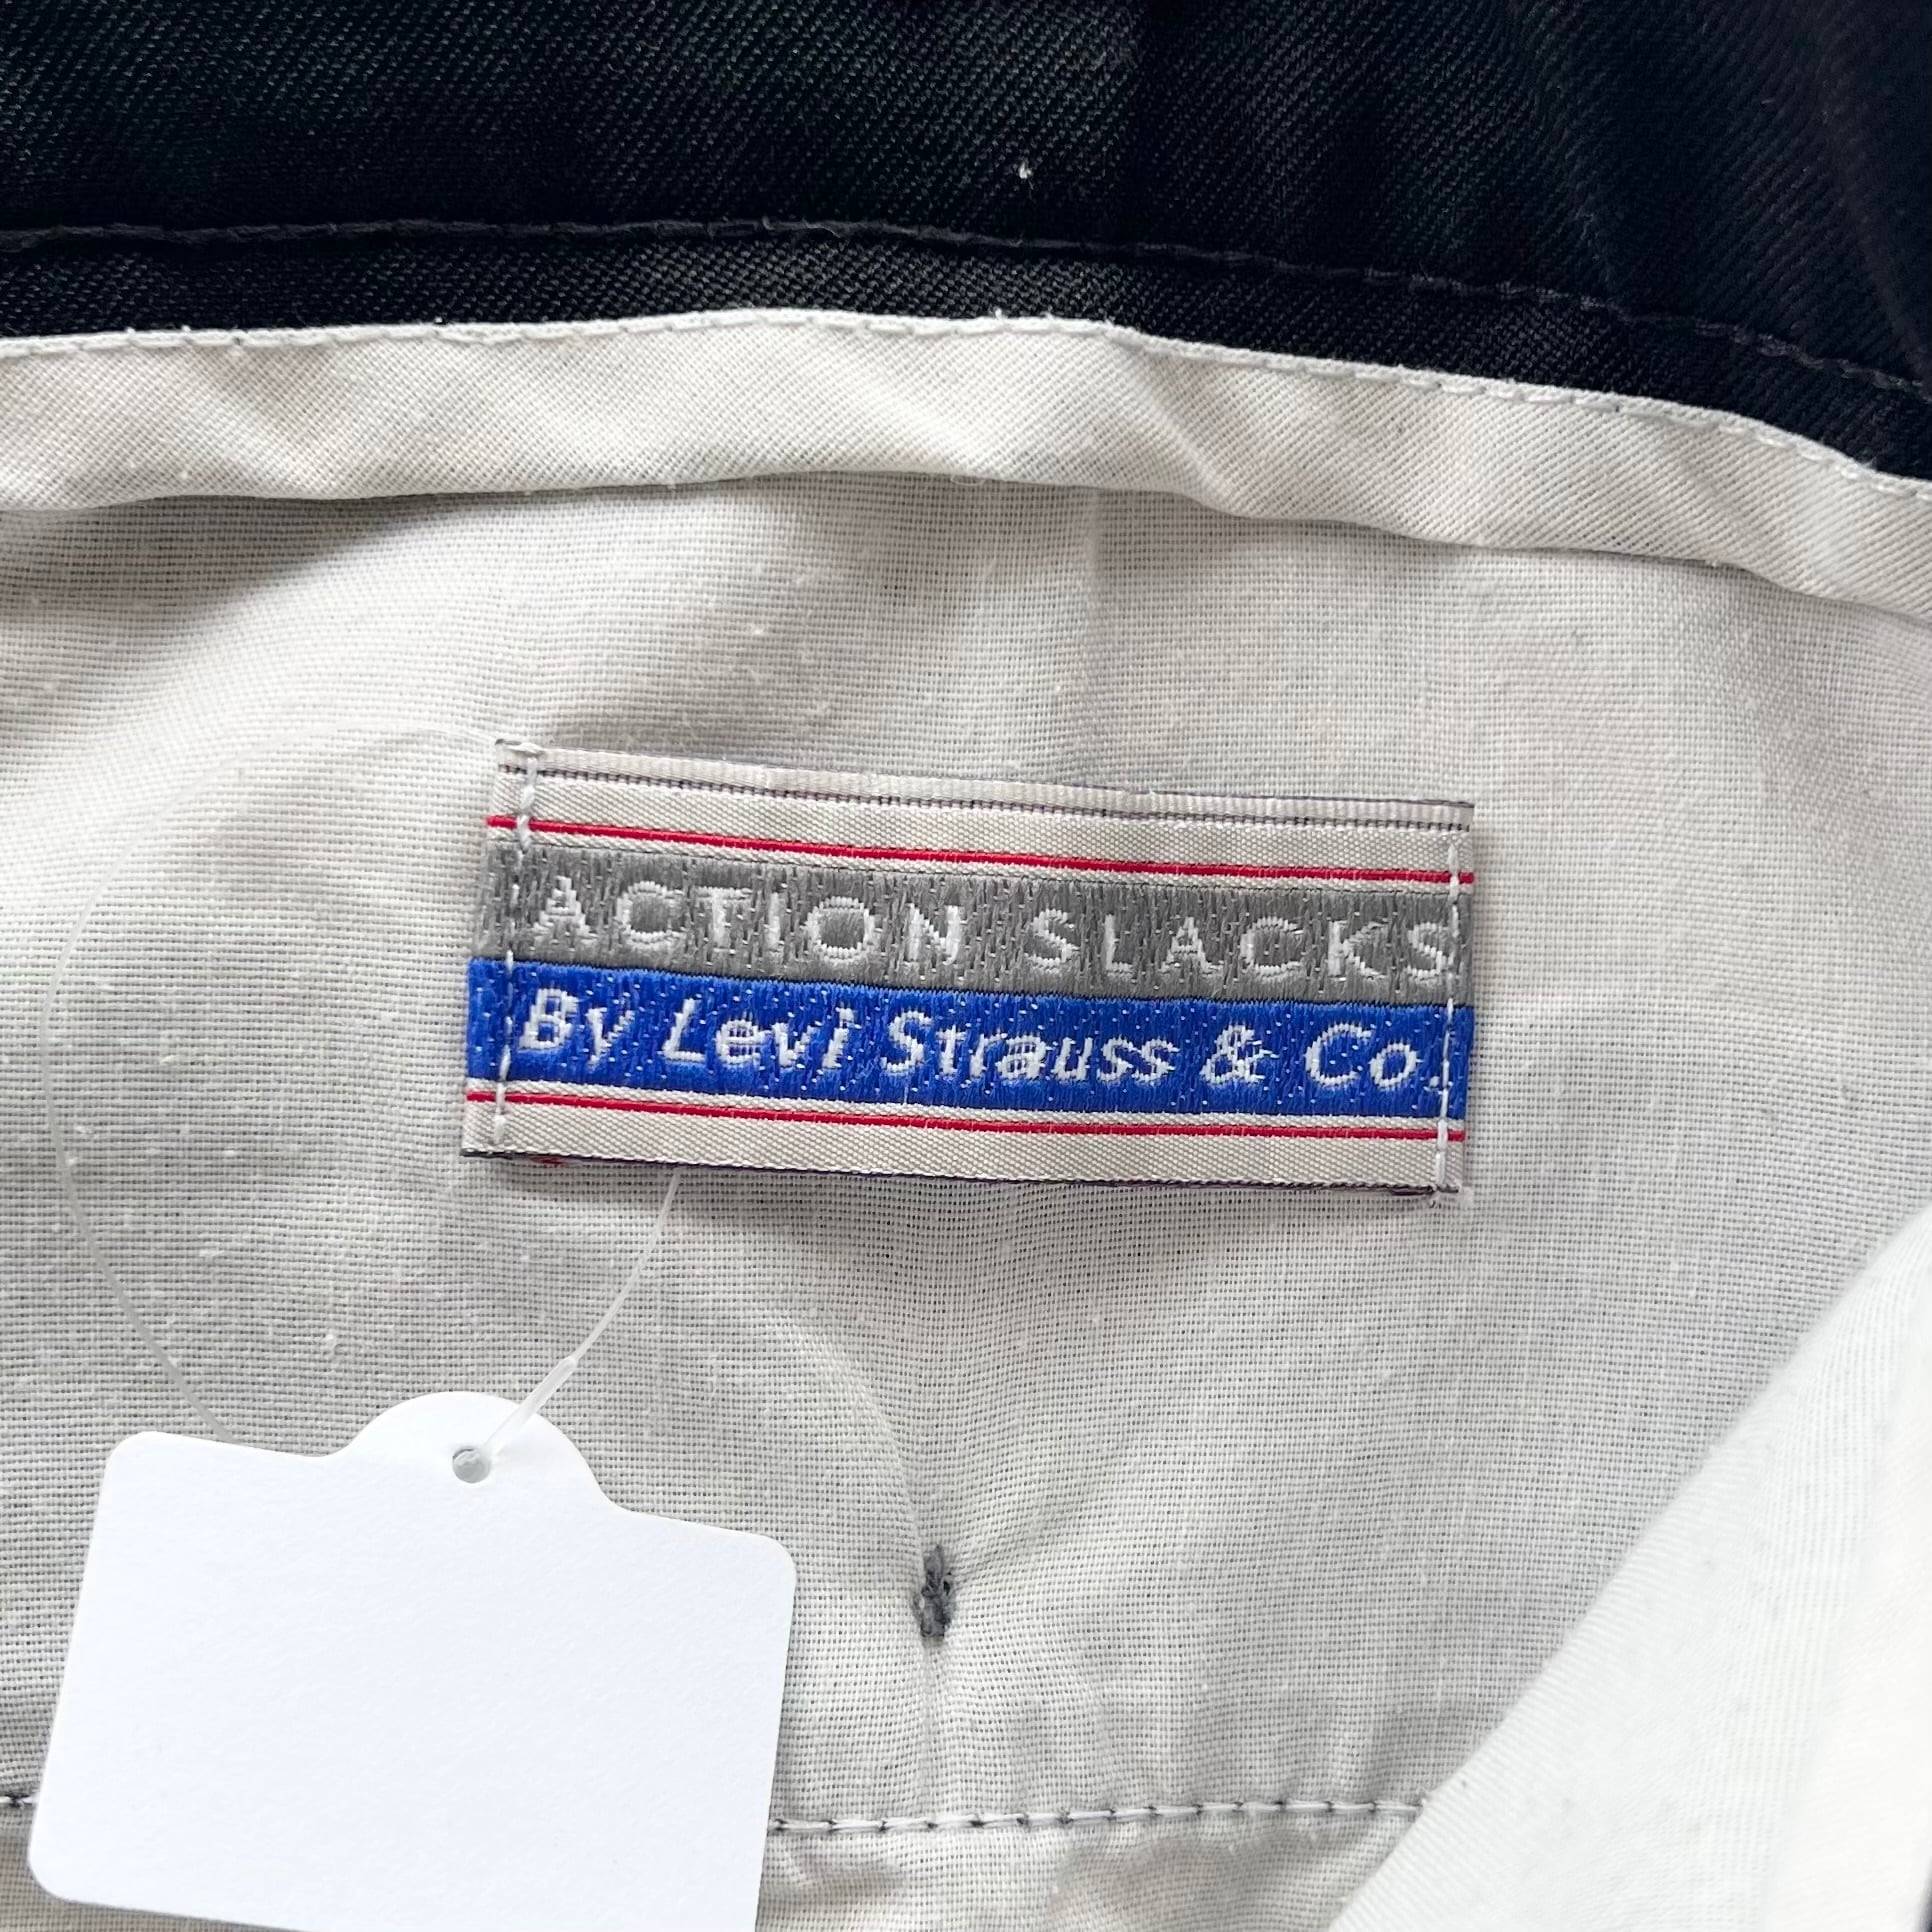 ACTION SLACKS
By Levi Strauss & Co.